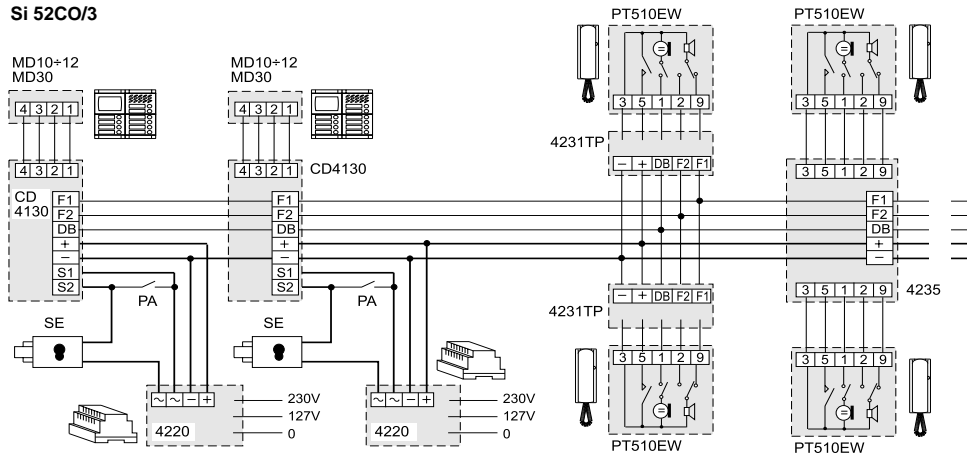 Si 52CO/3
PT510EW
PT510EW
MD10÷12
MD30
MD10÷12
MD30
4 3 2 1
4 3 2 1
3 5 1 2 9
3 5 1 2 9
4231TP
− + DB F2 F1
4 3 2 1
4 3 2 1
CD4130
3 5 1 2 9
CD
4130
F1
F2
DB
+
−
S1
S2
F1
F2
DB
+
−
S1
S2
F1
F2
DB
+
−
PA
PA
− + DB F2 F1
3 5 1 2 9
4235
4231TP
SE
SE
3 5 1 2 9
3 5 1 2 9
∼ ∼ − +
∼ ∼ − +
4220
230V
127V
0
4220
230V
127V
0
PT510EW
PT510EW